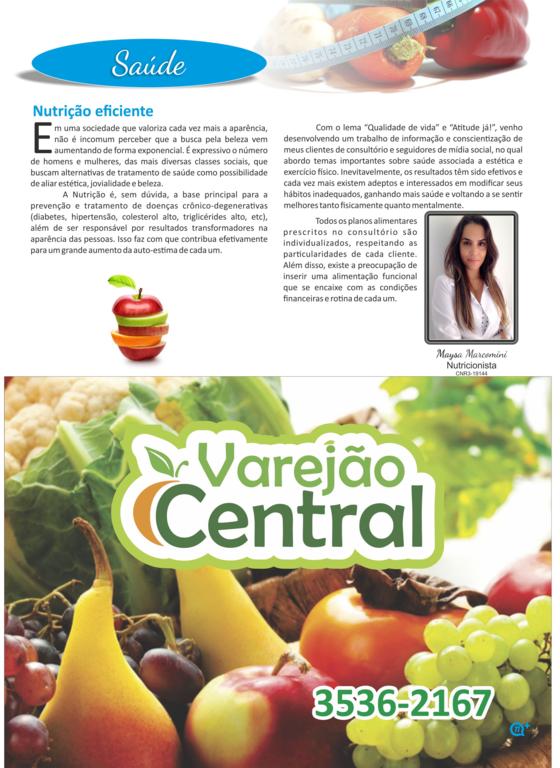 Saúde
Nutrição eficiente
Em uma sociedade que valoriza cada vez mais a aparência,
não é incomum perceber que a busca pela beleza vem
aumentando de forma exponencial. É expressivo o número
de homens e mulheres, das mais diversas classes sociais, que
buscam alternativas de tratamento de saúde como possibilidade
de aliar estética, jovialidade e beleza.
A Nutrição é, sem dúvida, a base principal para a
prevenção e tratamento de doenças crônico-degenerativas
(diabetes, hipertensão, colesterol alto, triglicérides alto, etc),
além de ser responsável por resultados transformadores na
aparência das pessoas. Isso faz com que contribua efetivamente
para um grande aumento da auto-estima de cada um.
Com o lema “Qualidade de vida” e “Atitude já!”, venho
desenvolvendo um trabalho de informação e conscientização de
meus clientes de consultório e seguidores de mídia social, no qual
abordo temas importantes sobre saúde associada a estética e
exercício físico. Inevitavelmente, os resultados têm sido efetivos e
cada vez mais existem adeptos e interessados em modificar seus
hábitos inadequados, ganhando mais saúde e voltando a se sentir
melhores tanto fisicamente quanto mentalmente.
Todos os planos alimentares
prescritos no consultório são
individualizados, respeitando as
particularidades de cada cliente.
Além disso, existe a preocupação de
inserir uma alimentação funcional
que se encaixe com as condições
financeiras e rotina de cada um.
Maysa Marcomini
Nutricionista
CNR3-19144
Varejão
Central
3536-2167